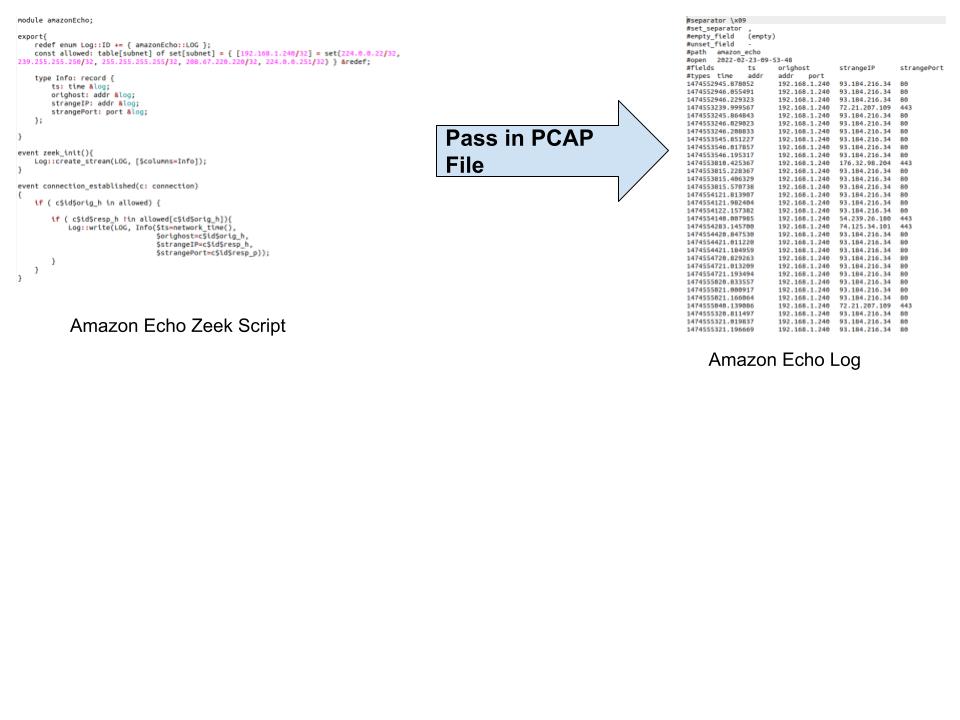 module amazonEcho;

export{
    redef enum Log::ID += { amazonEcho::LOG };
    const allowed: table[subnet] of set[subnet] = { [192.168.1.240/32] = set(224.0.0.22/32,
239.255.255.250/32, 255.255.255.255/32, 208.67.220.220/32, 224.0.0.251/32) } &redef;

    type Info: record {
        ts: time &log;
        orighost: addr &log;
        strangeIP: addr &log;
        strangePort: port &log;
    };

}

event zeek_init(){
    Log::create_stream(LOG, [$columns=Info]);
}

event connection_established(c: connection)
{
    if ( c$id$orig_h in allowed) {

        if ( c$id$resp_h !in allowed[c$id$orig_h]){
            Log::write(LOG, Info($ts=network_time(),
                                 $orighost=c$id$orig_h,
                                 $strangeIP=c$id$resp_h,
                                 $strangePort=c$id$resp_p));
        }
    }
}
Amazon Echo Zeek Script
Pass in PCAP
File
#separator \x09
#set_separator ,
#empty_field (empty)
#unset_field -
#path amazon_echo
#open 2022-02-23-09-53-48
#fields ts orighost strangeIP strangePort
#types time addr addr port
1474552945.878052 192.168.1.240 93.184.216.34 80
1474552946.055491 192.168.1.240 93.184.216.34 80
1474552946.229323 192.168.1.240 93.184.216.34 80
1474553239.999567 192.168.1.240 72.21.207.109 443
1474553245.864843 192.168.1.240 93.184.216.34 80
1474553246.029023 192.168.1.240 93.184.216.34 80
1474553246.208833 192.168.1.240 93.184.216.34 80
1474553545.851227 192.168.1.240 93.184.216.34 80
1474553546.017857 192.168.1.240 93.184.216.34 80
1474553546.195317 192.168.1.240 93.184.216.34 80
1474553810.425367 192.168.1.240 176.32.98.204 443
1474553815.228367 192.168.1.240 93.184.216.34 80
1474553815.406329 192.168.1.240 93.184.216.34 80
1474553815.570738 192.168.1.240 93.184.216.34 80
1474554121.813907 192.168.1.240 93.184.216.34 80
1474554121.982404 192.168.1.240 93.184.216.34 80
1474554122.157382 192.168.1.240 93.184.216.34 80
1474554148.007985 192.168.1.240 54.239.26.180 443
1474554283.145700 192.168.1.240 74.125.34.101 443
1474554420.847530 192.168.1.240 93.184.216.34 80
1474554421.011220 192.168.1.240 93.184.216.34 80
1474554421.184959 192.168.1.240 93.184.216.34 80
1474554720.829263 192.168.1.240 93.184.216.34 80
1474554721.013209 192.168.1.240 93.184.216.34 80
1474554721.193494 192.168.1.240 93.184.216.34 80
1474555020.833557 192.168.1.240 93.184.216.34 80
1474555021.000917 192.168.1.240 93.184.216.34 80
1474555021.166064 192.168.1.240 93.184.216.34 80
1474555040.139086 192.168.1.240 72.21.207.109 443
1474555320.811497 192.168.1.240 93.184.216.34 80
1474555321.019837 192.168.1.240 93.184.216.34 80
1474555321.196669 192.168.1.240 93.184.216.34 80
Amazon Echo Log